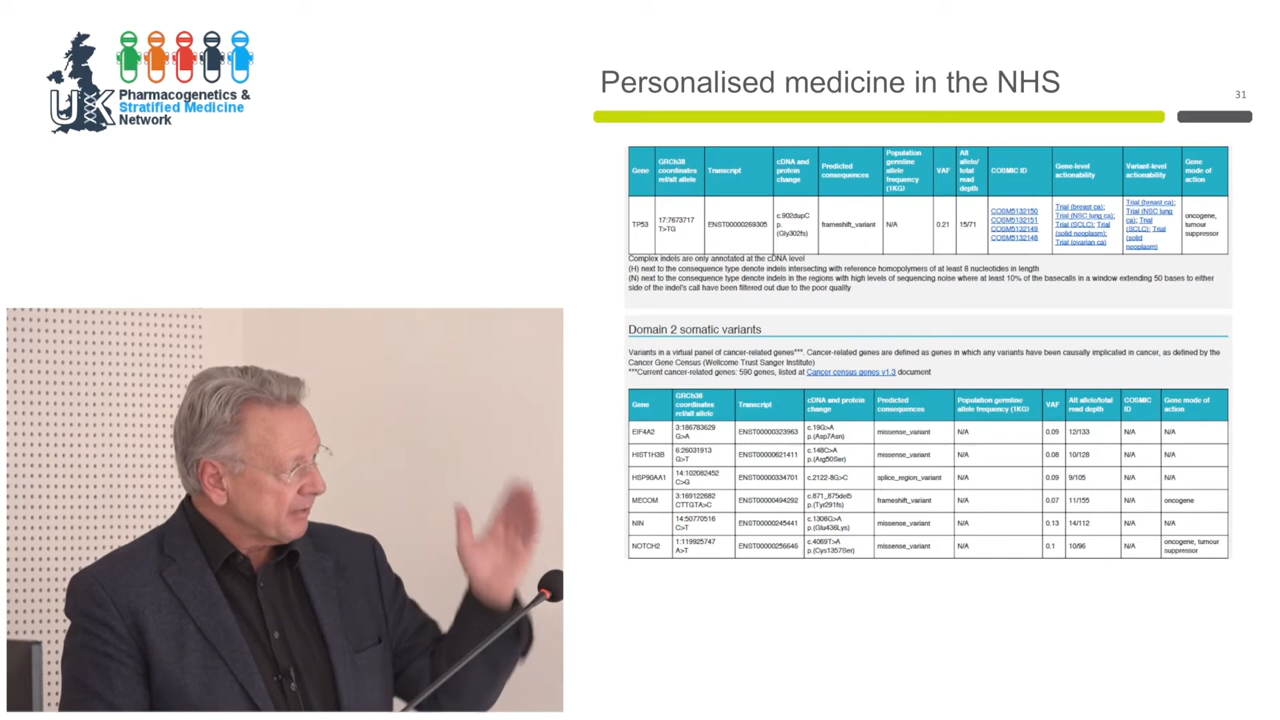 UK
Pharmacogenetics &
Stratified Medicine
Network
Personalised medicine in the NHS
31
Gene GRCh38 coordinates ref/alt allele Transcript cDNA and protein change Predicted consequences Population germline allele frequency (1KG) VAF Alt allele/ total read depth COSMIC ID Gene-level actionability Variant-level actionability Gene mode of action
TP53 17:7673717 T>TG ENST00000269305 c.902dupC p.(Gly302fs) frameshift_variant N/A 0.21 15/71 COSM5132150 COSM5132151 COSM5132149 COSM5132148 Trial (breast ca); Trial (NSC lung ca); Trial (SCLC); Trial (solid neoplasm); Trial (ovarian ca) Trial (breast ca); Trial (NSC lung ca); Trial (SCLC); Trial (solid neoplasm) oncogene, tumour suppressor
Complex indels are only annotated at the cDNA level
(H) next to the consequence type denote indels intersecting with reference homopolymers of at least 8 nucleotides in length
(N) next to the consequence type denote indels in the regions with high levels of sequencing noise where at least 10% of the basecalls in a window extending 50 bases to either
side of the indel's call have been filtered out due to the poor quality
Domain 2 somatic variants
Variants in a virtual panel of cancer-related genes***. Cancer-related genes are defined as genes in which any variants have been causally implicated in cancer, as defined by the
Cancer Gene Census (Wellcome Trust Sanger Institute)
***Current cancer-related genes: 590 genes, listed at Cancer census genes v1.3 document
Gene GRCh38 coordinates ref/alt allele Transcript cDNA and protein change Predicted consequences Population germline allele frequency (1KG) VAF Alt allele/total read depth COSMIC ID Gene mode of action
EIF4A2 3:186783629 G>A ENST00000323963 c.19G>A p.(Asp7Asn) missense_variant N/A 0.09 12/133 N/A N/A
HIST1H3B 6:26031913 G>T ENST00000621411 c.148C>A p.(Arg50Ser) missense_variant N/A 0.08 10/128 N/A N/A
HSP90AA1 14:102082452 C>G ENST00000334701 c.2122-8G>C splice_region_variant N/A 0.09 9/105 N/A N/A
MECOM 3:169122682 CTTGTA>C ENST00000494292 c.871_875del5 p.(Tyr291fs) frameshift_variant N/A 0.07 11/155 N/A oncogene
NIN 14:50770516 C>T ENST00000245441 c.1306G>A p.(Glu436Lys) missense_variant N/A 0.13 14/112 N/A N/A
NOTCH2 1:119925747 A>T ENST00000256646 c.4069T>A p.(Cys1357Ser) missense_variant N/A 0.1 10/96 N/A oncogene, tumour suppressor